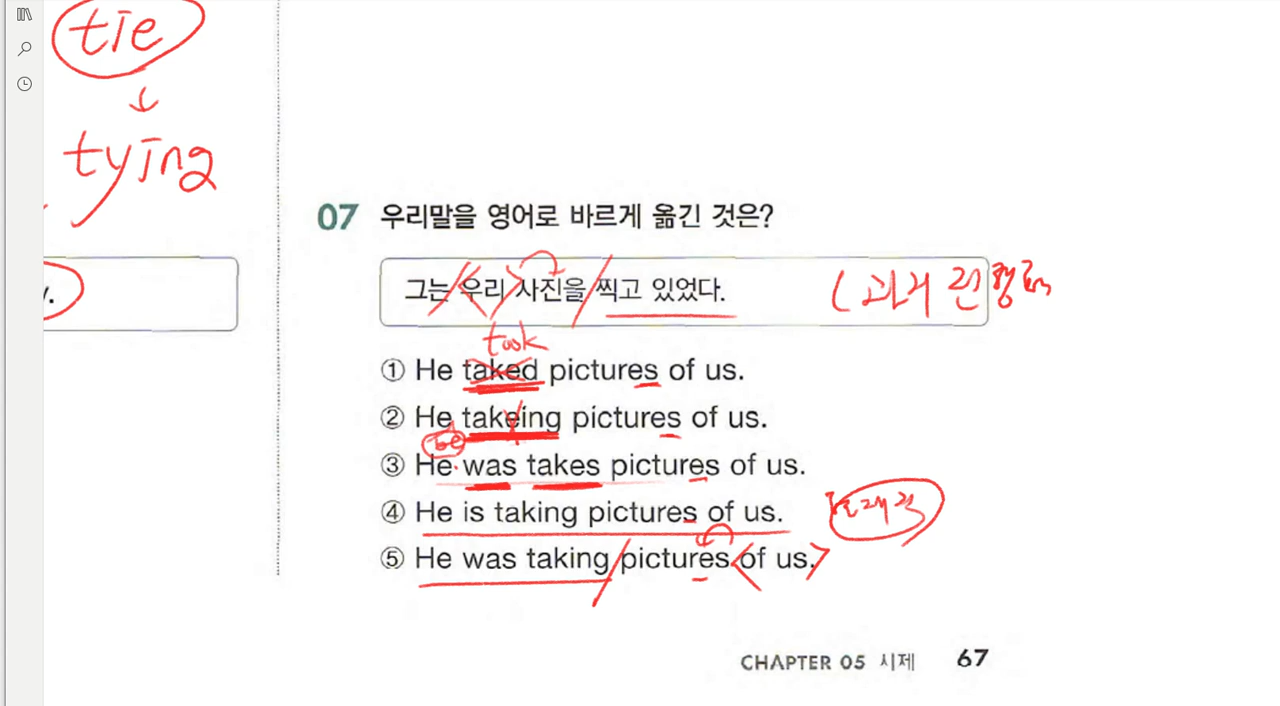 tie
↓
tying
y.
07 우리말을 영어로 바르게 옮긴 것은?
그는 우리 사진을 찍고 있었다. (과거 진행형
took
① He taked pictures of us.
② He takeing pictures of us.
be
③ He was takes pictures of us.
④ He is taking pictures of us.
⑤ He was taking pictures of us.
CHAPTER 05 시제 67